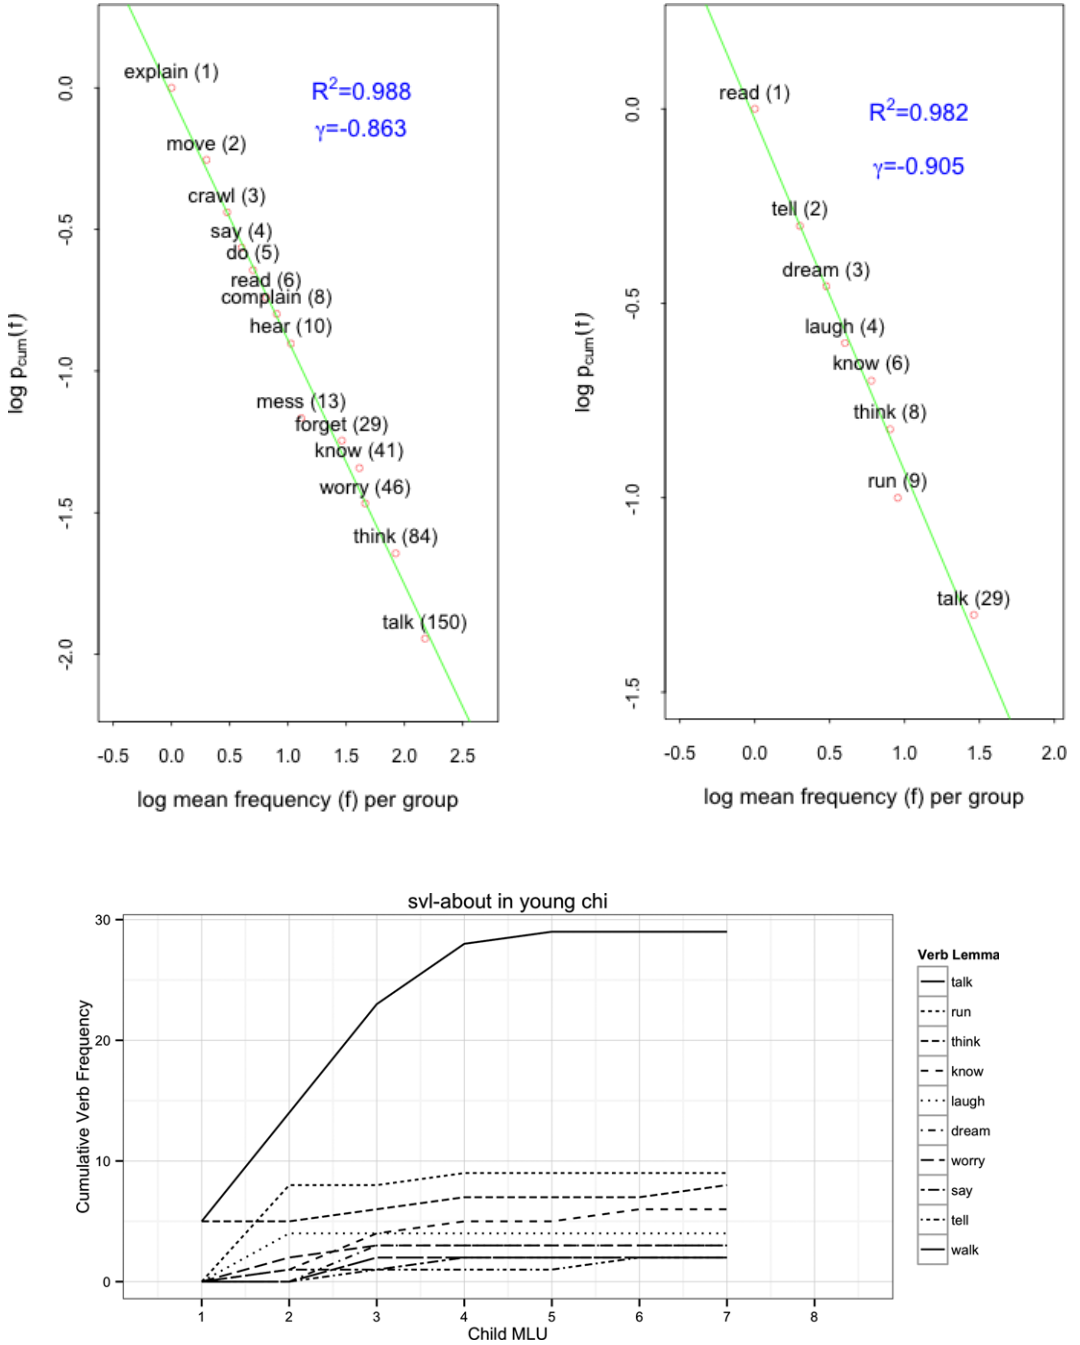 explain (1)
R2=0.988
γ=-0.863
move (2)
crawl (3)
say (4)
do (5)
read (6)
complain (8)
hear (10)
mess (13)
forget (29)
know (41)
worry (46)
think (84)
talk (150)
0.0
-0.5
-1.0
-1.5
-2.0
log pcum(f)
-0.5 0.0 0.5 1.0 1.5 2.0 2.5
log mean frequency (f) per group
read (1)
R2=0.982
γ=-0.905
tell (2)
dream (3)
laugh (4)
know (6)
think (8)
run (9)
talk (29)
0.0
-0.5
-1.0
-1.5
log pcum(f)
-0.5 0.0 0.5 1.0 1.5 2.0
log mean frequency (f) per group
svl-about in young chi
30
20
10
0
Cumulative Verb Frequency
1 2 3 4 5 6 7 8
Child MLU
Verb Lemma
talk
run
think
know
laugh
dream
worry
say
tell
walk